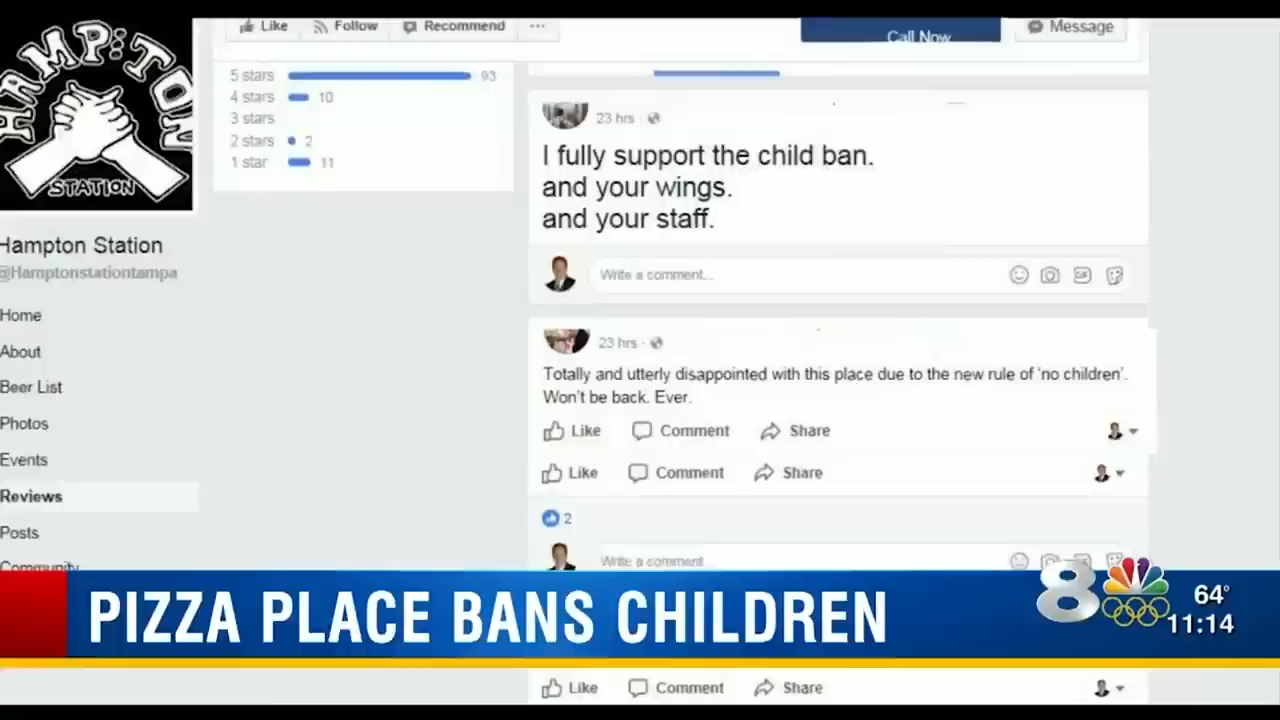 HAMPTON
STATION
Hampton Station
@Hamptonstationtampa
Home
About
Beer List
Photos
Events
Reviews
Posts
Community
Like Follow Recommend ...
Call Now
Message
5 stars 93
4 stars 10
3 stars
2 stars 2
1 star 11
23 hrs
I fully support the child ban.
and your wings.
and your staff.
Write a comment...
23 hrs
Totally and utterly disappointed with this place due to the new rule of 'no children'.
Won't be back. Ever.
Like Comment Share
Like Comment Share
2
Write a comment
PIZZA PLACE BANS CHILDREN
8
64°
11:14
Like Comment Share